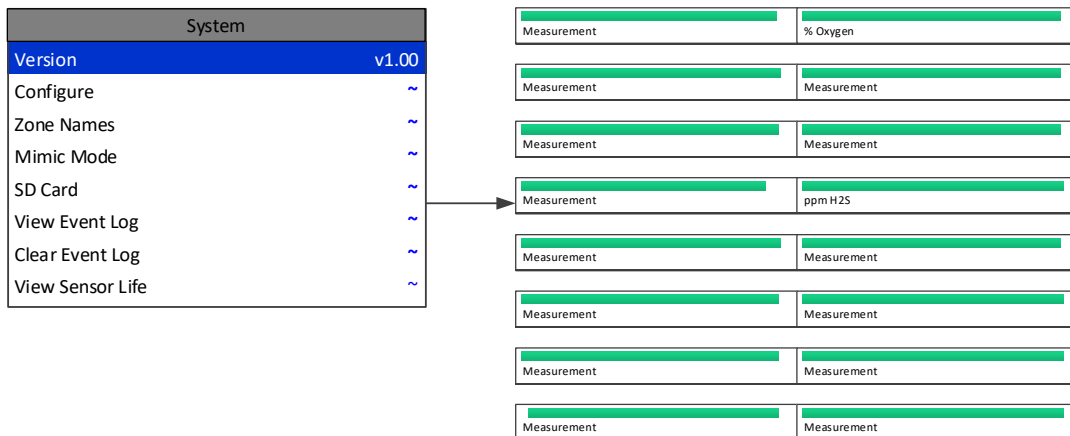 System
Version v1.00
Configure ~
Zone Names ~
Mimic Mode ~
SD Card ~
View Event Log ~
Clear Event Log ~
View Sensor Life ~
Measurement % Oxygen
Measurement Measurement
Measurement Measurement
Measurement ppm H2S
Measurement Measurement
Measurement Measurement
Measurement Measurement
Measurement Measurement